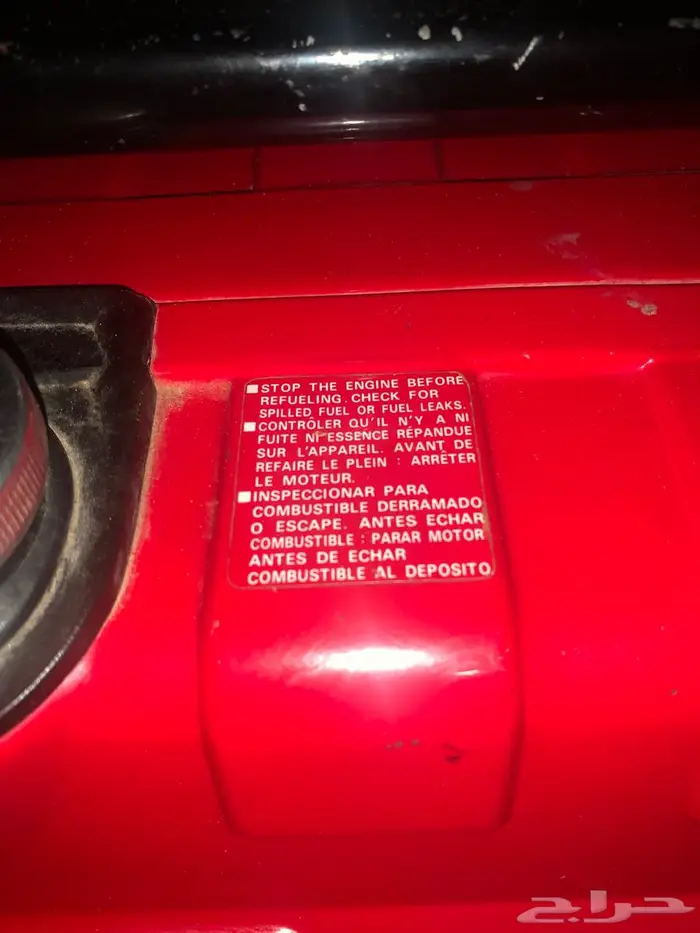 ■ STOP THE ENGINE BEFORE
REFUELING. CHECK FOR
SPILLED FUEL OR FUEL LEAKS.
■ CONTRÔLER QU'IL N'Y A NI
FUITE NI ESSENCE RÉPANDUE
SUR L'APPAREIL. AVANT DE
REFAIRE LE PLEIN : ARRÊTER
LE MOTEUR.
■ INSPECCIONAR PARA
COMBUSTIBLE DERRAMADO
O ESCAPE. ANTES ECHAR
COMBUSTIBLE : PARAR MOTOR
ANTES DE ECHAR
COMBUSTIBLE AL DEPOSITO
حراج